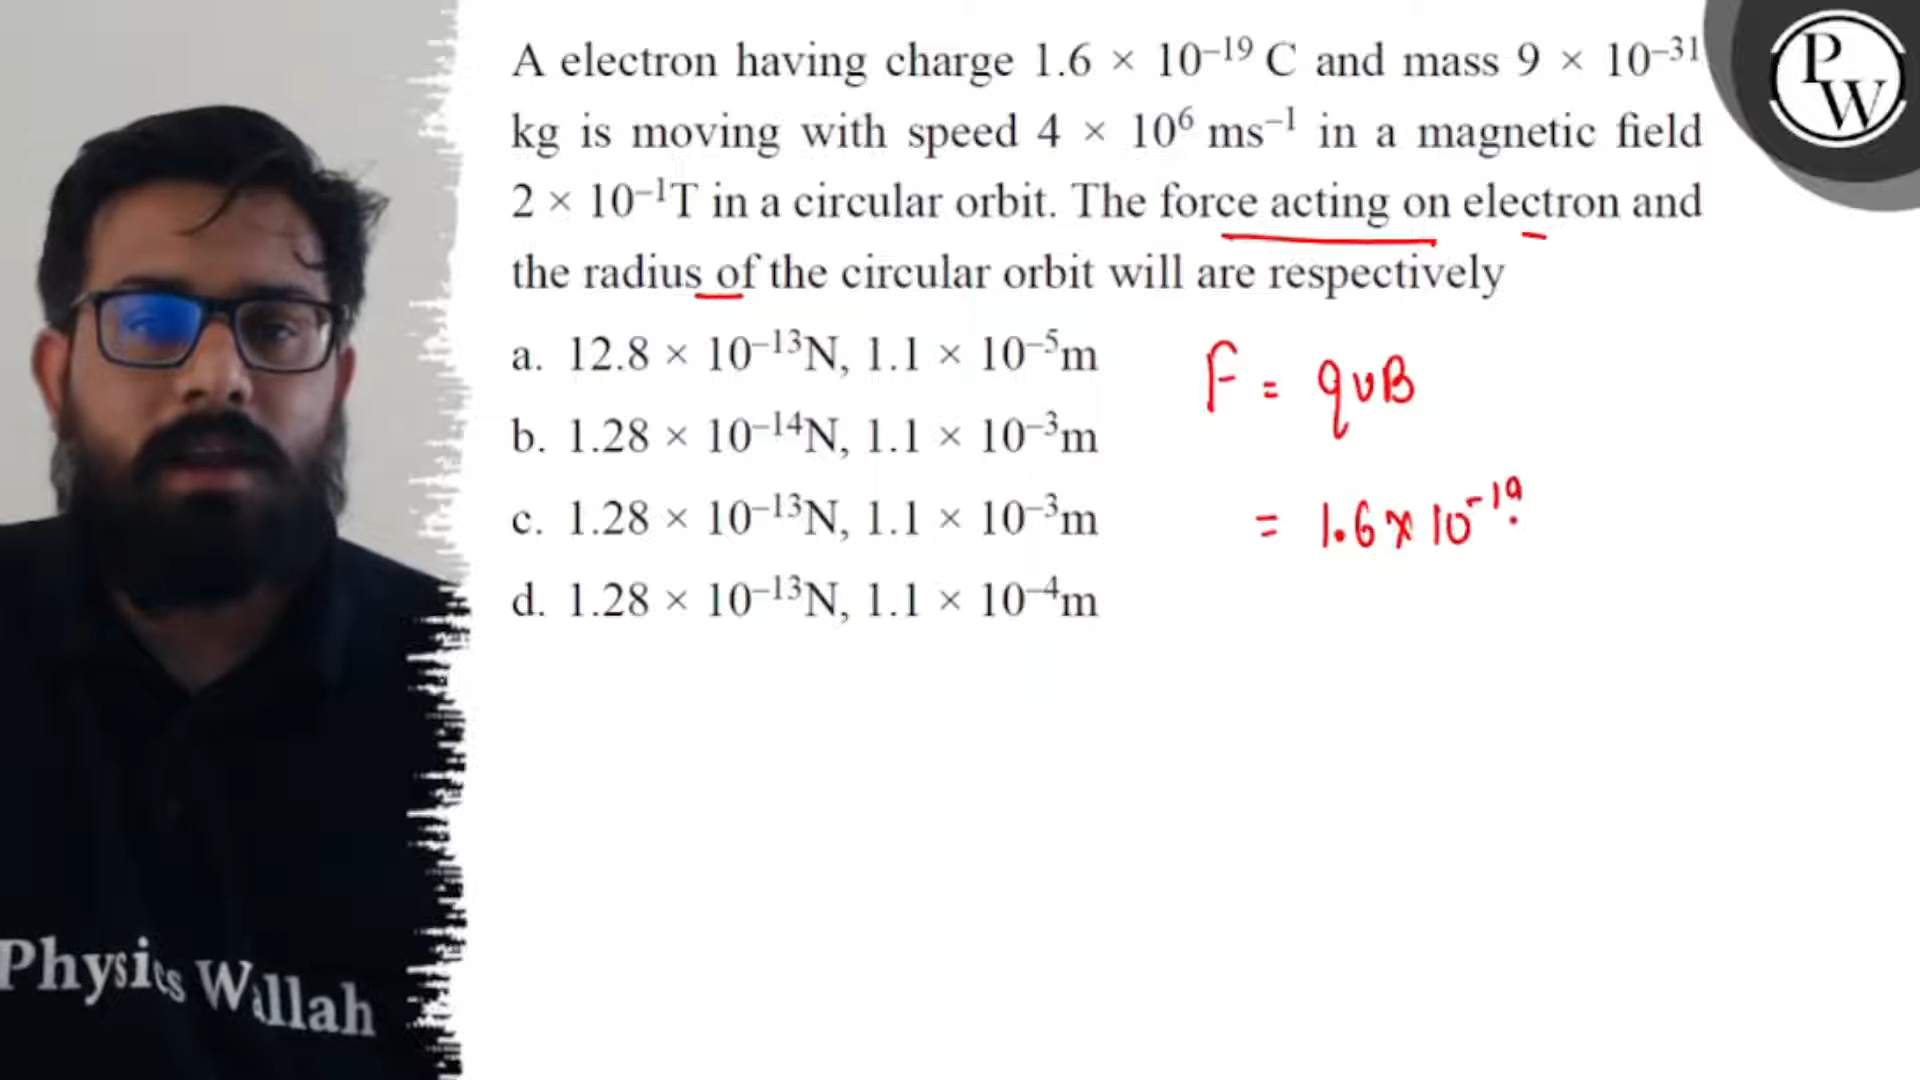 A electron having charge 1.6 × 10⁻¹⁹ C and mass 9 × 10⁻³¹
kg is moving with speed 4 × 10⁶ ms⁻¹ in a magnetic field
2 × 10⁻¹T in a circular orbit. The force acting on electron and
the radius of the circular orbit will are respectively
a. 12.8 × 10⁻¹³N, 1.1 × 10⁻⁵m
b. 1.28 × 10⁻¹⁴N, 1.1 × 10⁻³m
c. 1.28 × 10⁻¹³N, 1.1 × 10⁻³m
d. 1.28 × 10⁻¹³N, 1.1 × 10⁻⁴m
F = qvB
= 1.6 × 10⁻¹⁹
PW
Physics Wallah